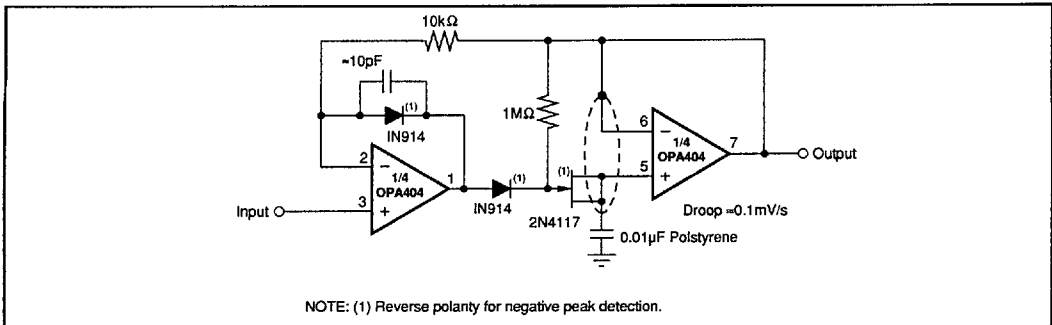 10kΩ
≈10pF
(1)
IN914
1MΩ
2
3
1
1/4
OPA404
Input
(1)
IN914
(1)
2N4117
6
5
7
1/4
OPA404
Output
Droop ≈0.1mV/s
0.01µF Polstyrene
NOTE: (1) Reverse polanty for negative peak detection.